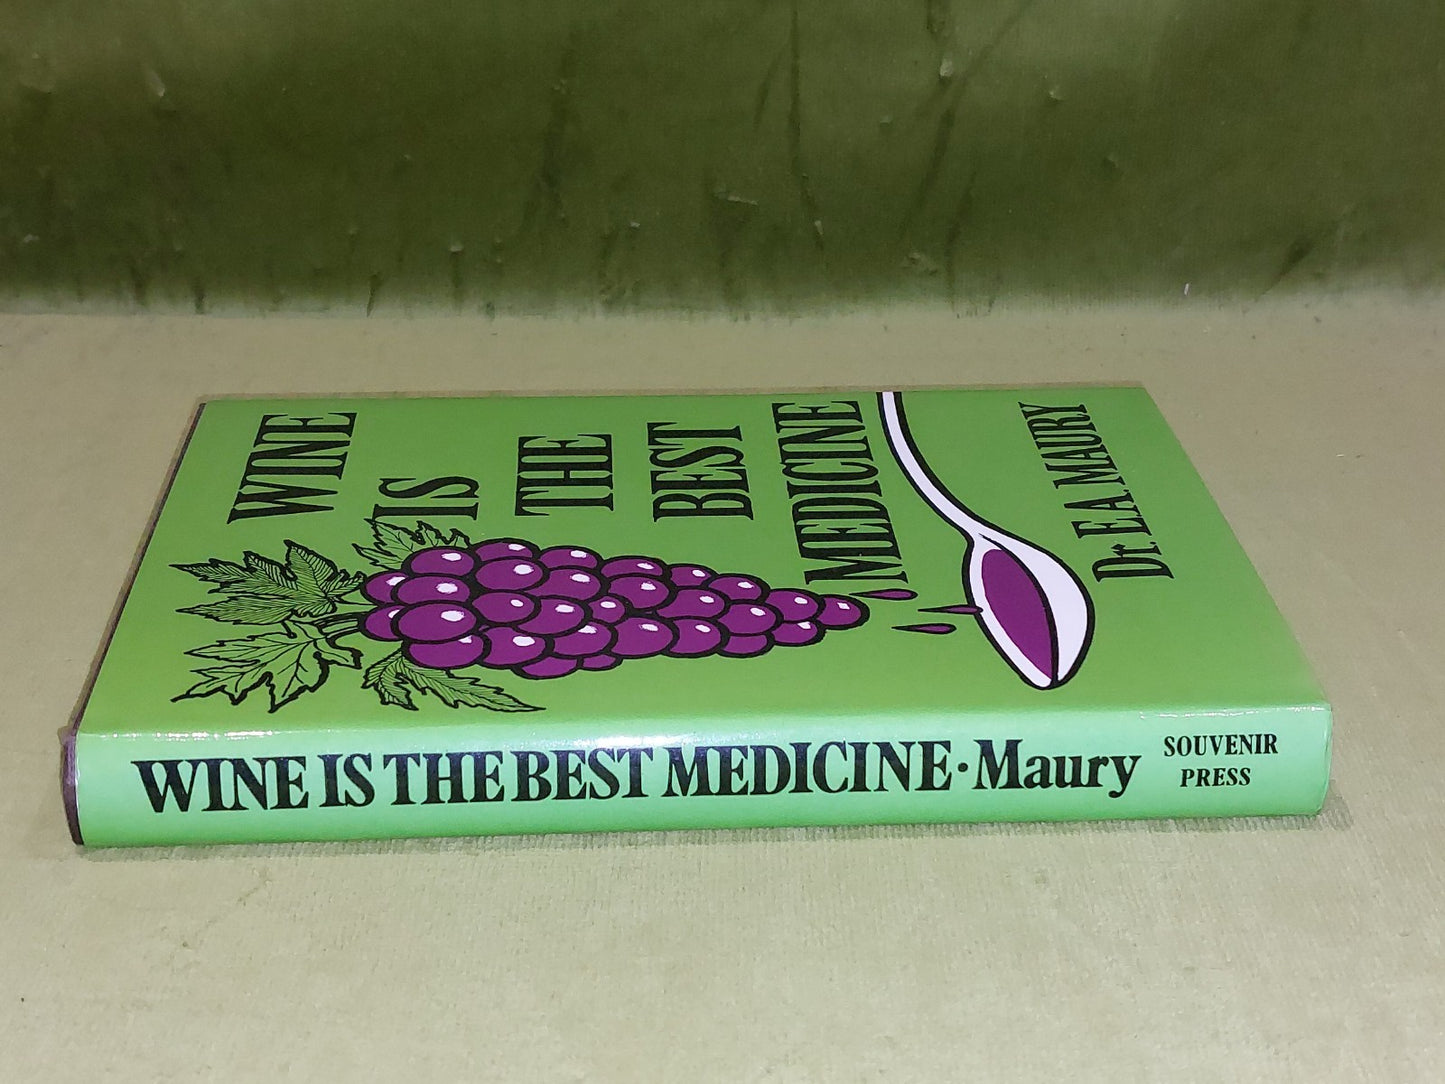 WINE
IS
THE
BEST
MEDICINE
Dr. E A MAURY
WINE IS THE BEST MEDICINE · Maury
SOUVENIR
PRESS